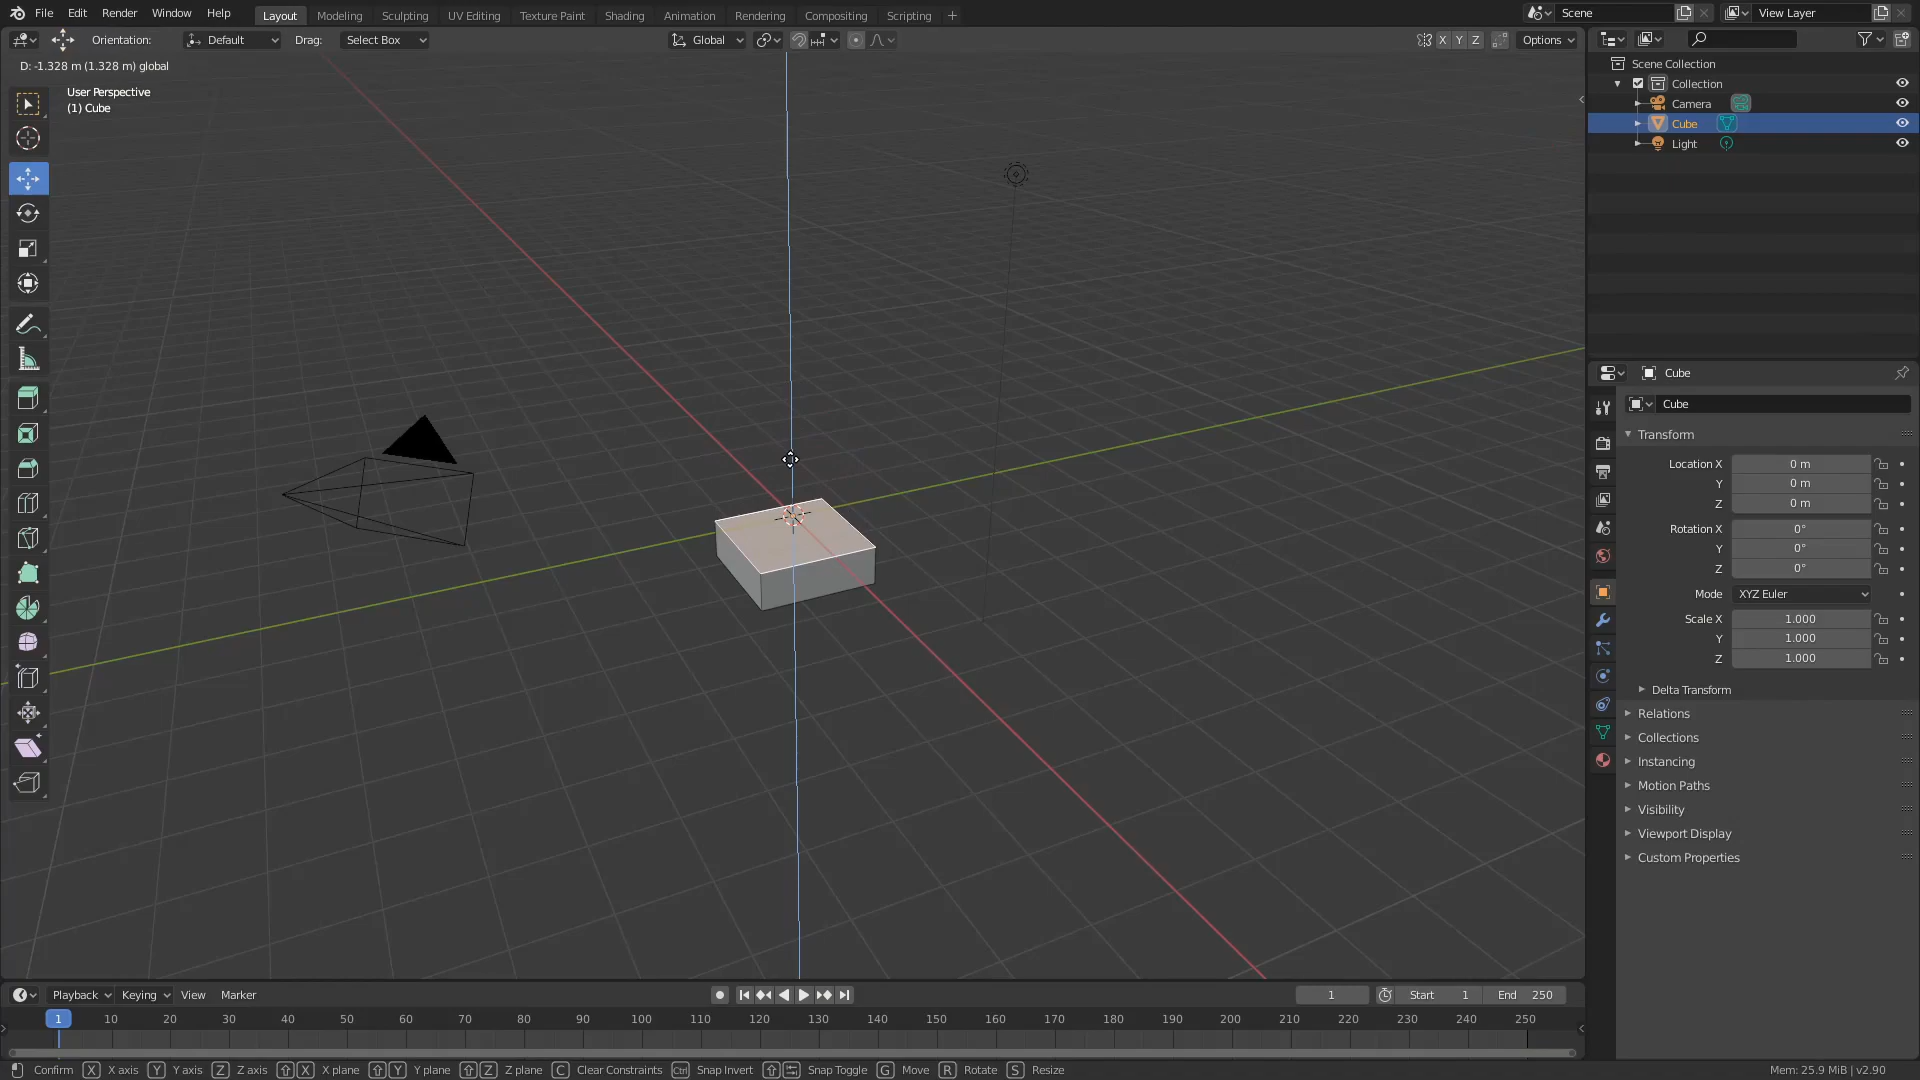 File Edit Render Window Help Layout Modeling Sculpting UV Editing Texture Paint Shading Animation Rendering Compositing Scripting + Scene View Layer
Orientation: Default Drag: Select Box Global X Y Z Options
D: -1.328 m (1.328 m) global
User Perspective
(1) Cube
Scene Collection
Collection
Camera
Cube
Light
Cube
Cube
Transform
Location X 0 m
Y 0 m
Z 0 m
Rotation X 0°
Y 0°
Z 0°
Mode XYZ Euler
Scale X 1.000
Y 1.000
Z 1.000
Delta Transform
Relations
Collections
Instancing
Motion Paths
Visibility
Viewport Display
Custom Properties
Playback Keying View Marker 1 Start 1 End 250
1 10 20 30 40 50 60 70 80 90 100 110 120 130 140 150 160 170 180 190 200 210 220 230 240 250
Confirm X X axis Y Y axis Z Z axis X X plane Y Y plane Z Z plane C Clear Constraints Ctrl Snap Invert Snap Toggle G Move R Rotate S Resize Mem: 25.9 MiB | v2.90